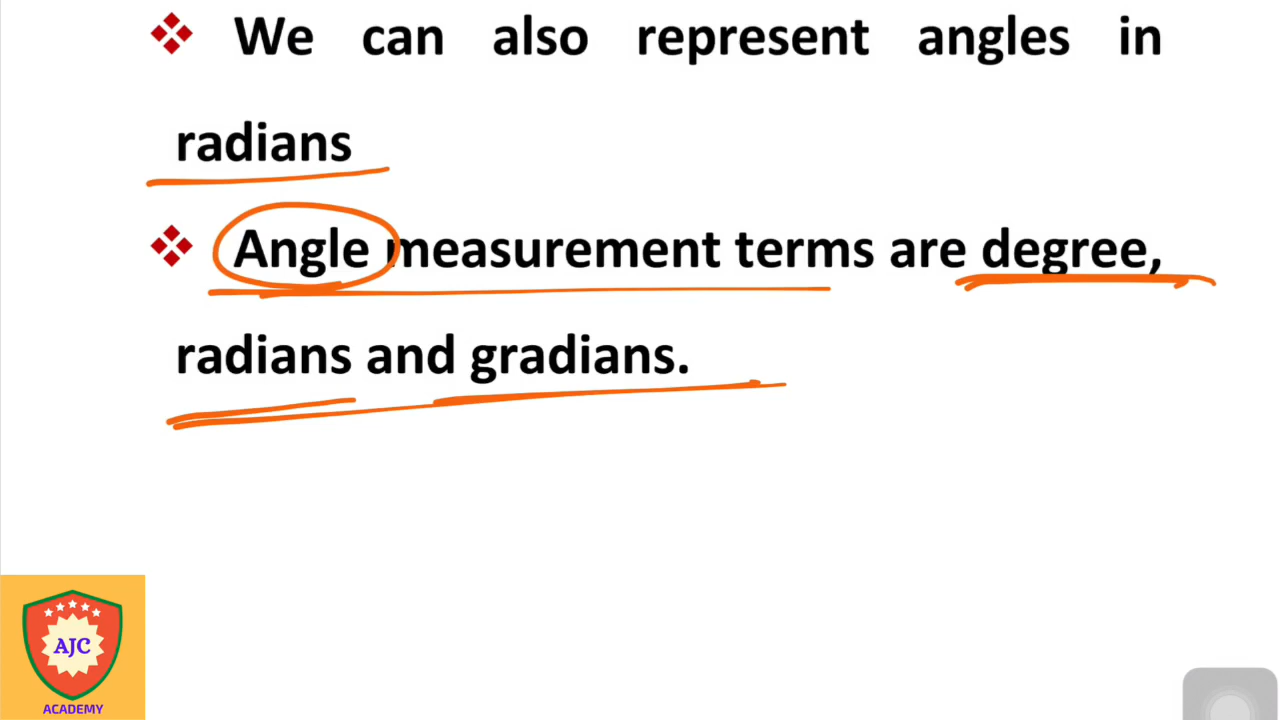 We can also represent angles in
radians
Angle measurement terms are degree,
radians and gradians.
AJC
ACADEMY